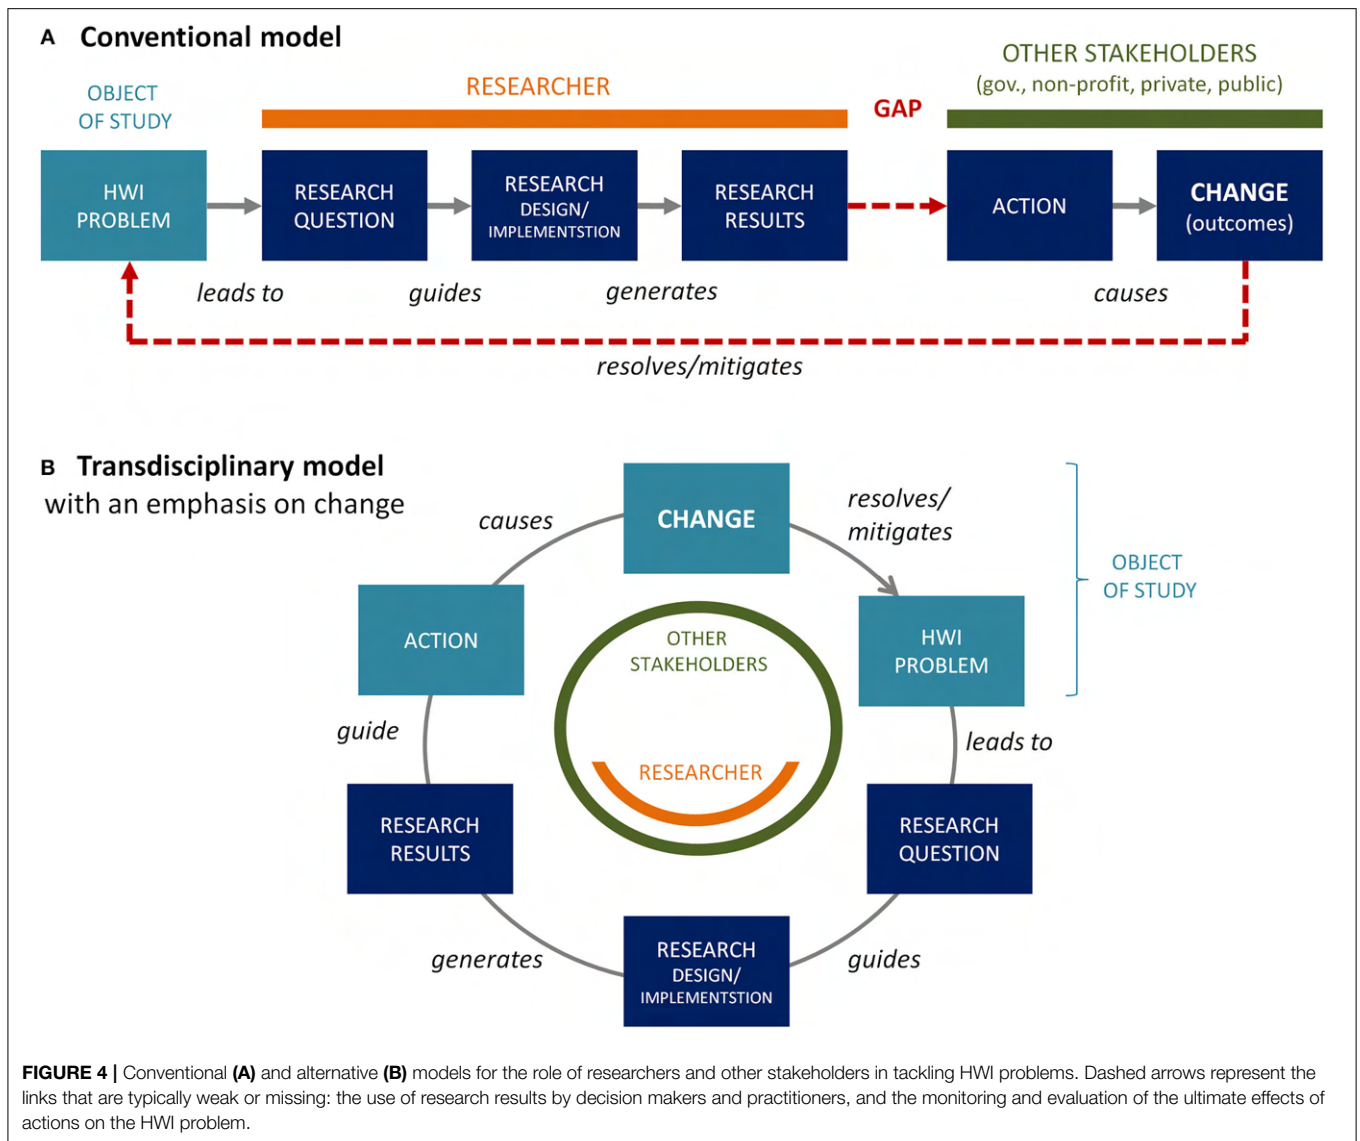 A Conventional model
OBJECT
OF STUDY
RESEARCHER
GAP
OTHER STAKEHOLDERS
(gov., non-profit, private, public)
HWI
PROBLEM
RESEARCH
QUESTION
RESEARCH
DESIGN/
IMPLEMENTSTION
RESEARCH
RESULTS
ACTION
CHANGE
(outcomes)
leads to
guides
generates
causes
resolves/mitigates
B Transdisciplinary model
with an emphasis on change
causes
CHANGE
resolves/
mitigates
OBJECT
OF STUDY
ACTION
OTHER
STAKEHOLDERS
HWI
PROBLEM
guide
leads to
RESEARCHER
RESEARCH
RESULTS
RESEARCH
QUESTION
generates
RESEARCH
DESIGN/
IMPLEMENTSTION
guides
FIGURE 4 | Conventional (A) and alternative (B) models for the role of researchers and other stakeholders in tackling HWI problems. Dashed arrows represent the
links that are typically weak or missing: the use of research results by decision makers and practitioners, and the monitoring and evaluation of the ultimate effects of
actions on the HWI problem.